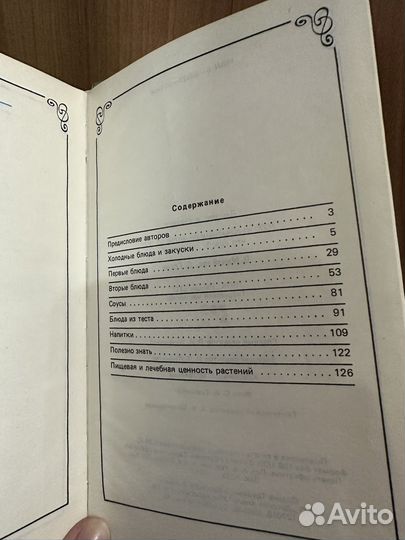 Содержание
Предисловие авторов . . . . . . . . . 3
Холодные блюда и закуски . . . . . . . 5
Первые блюда . . . . . . . . . . . 29
Вторые блюда . . . . . . . . . . . 53
Соусы . . . . . . . . . . . . . 81
Блюда из теста . . . . . . . . . . 91
Напитки . . . . . . . . . . . . 109
Полезно знать . . . . . . . . . . 122
Пищевая и лечебная ценность растений . . . 126
Avito